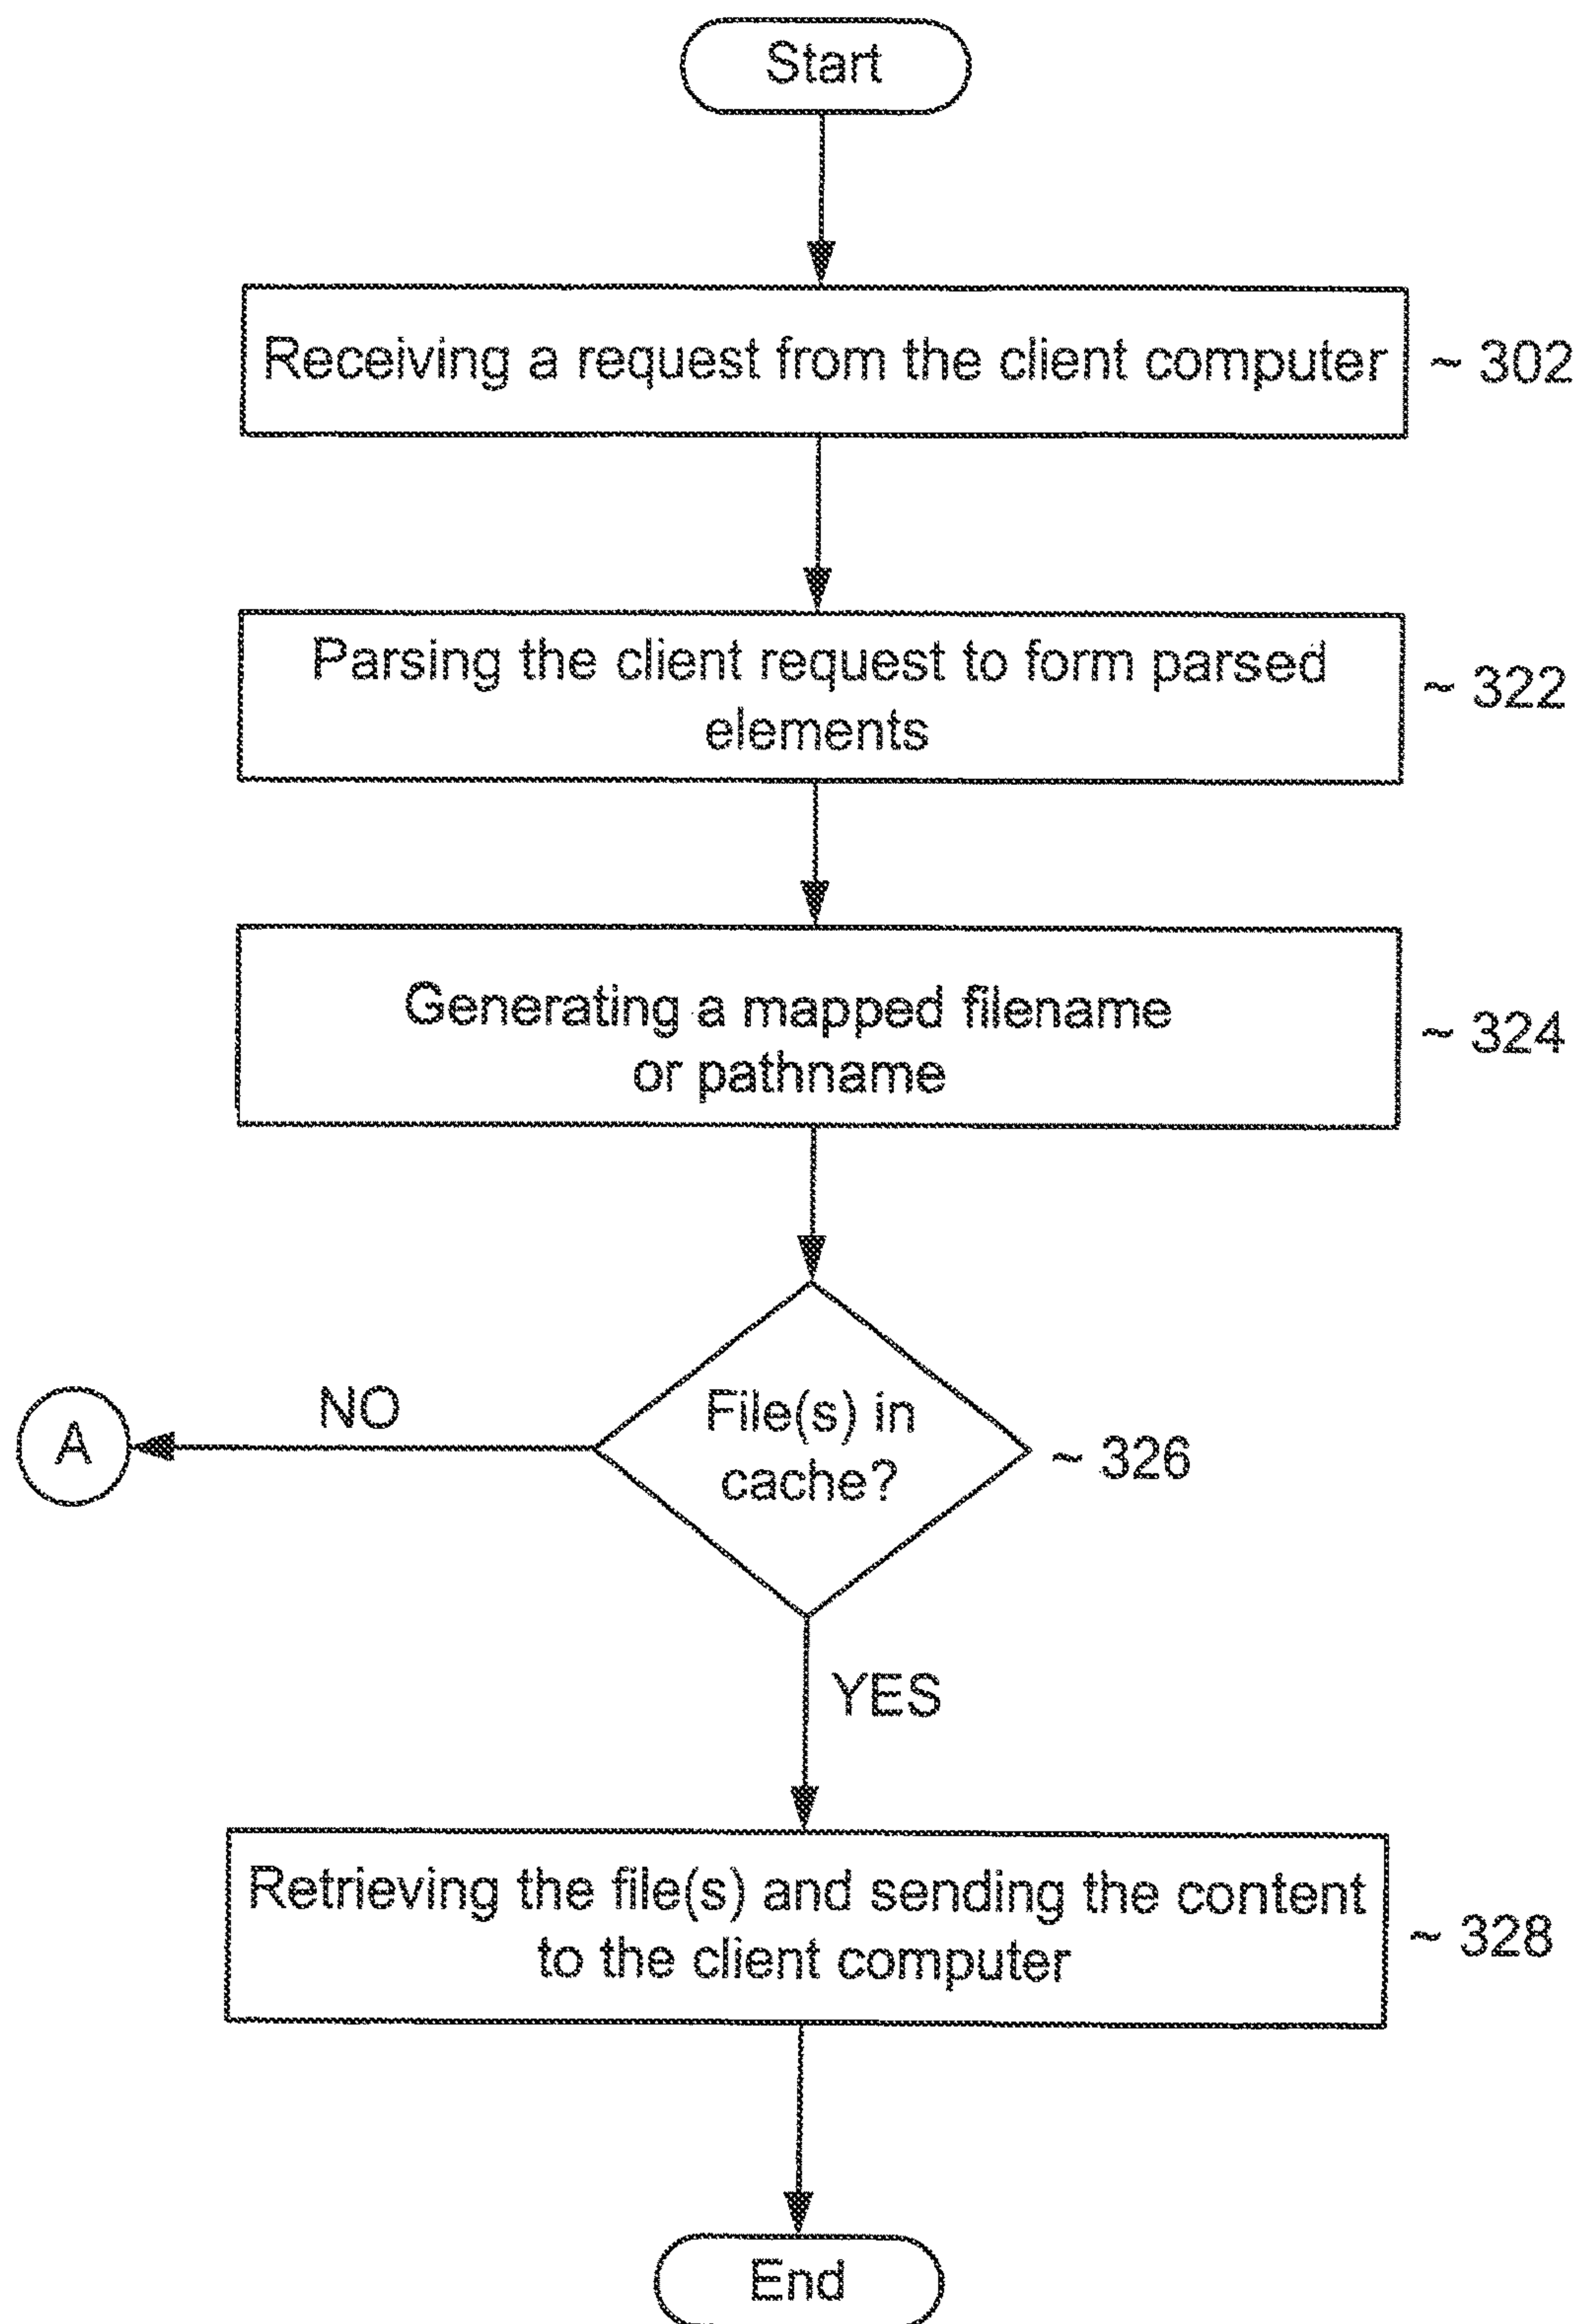 Start
Receiving a request from the client computer
~ 302
Parsing the client request to form parsed
elements
~ 322
Generating a mapped filename
or pathname
~ 324
File(s) in
cache?
~ 326
NO
A
YES
Retrieving the file(s) and sending the content
to the client computer
~ 328
End